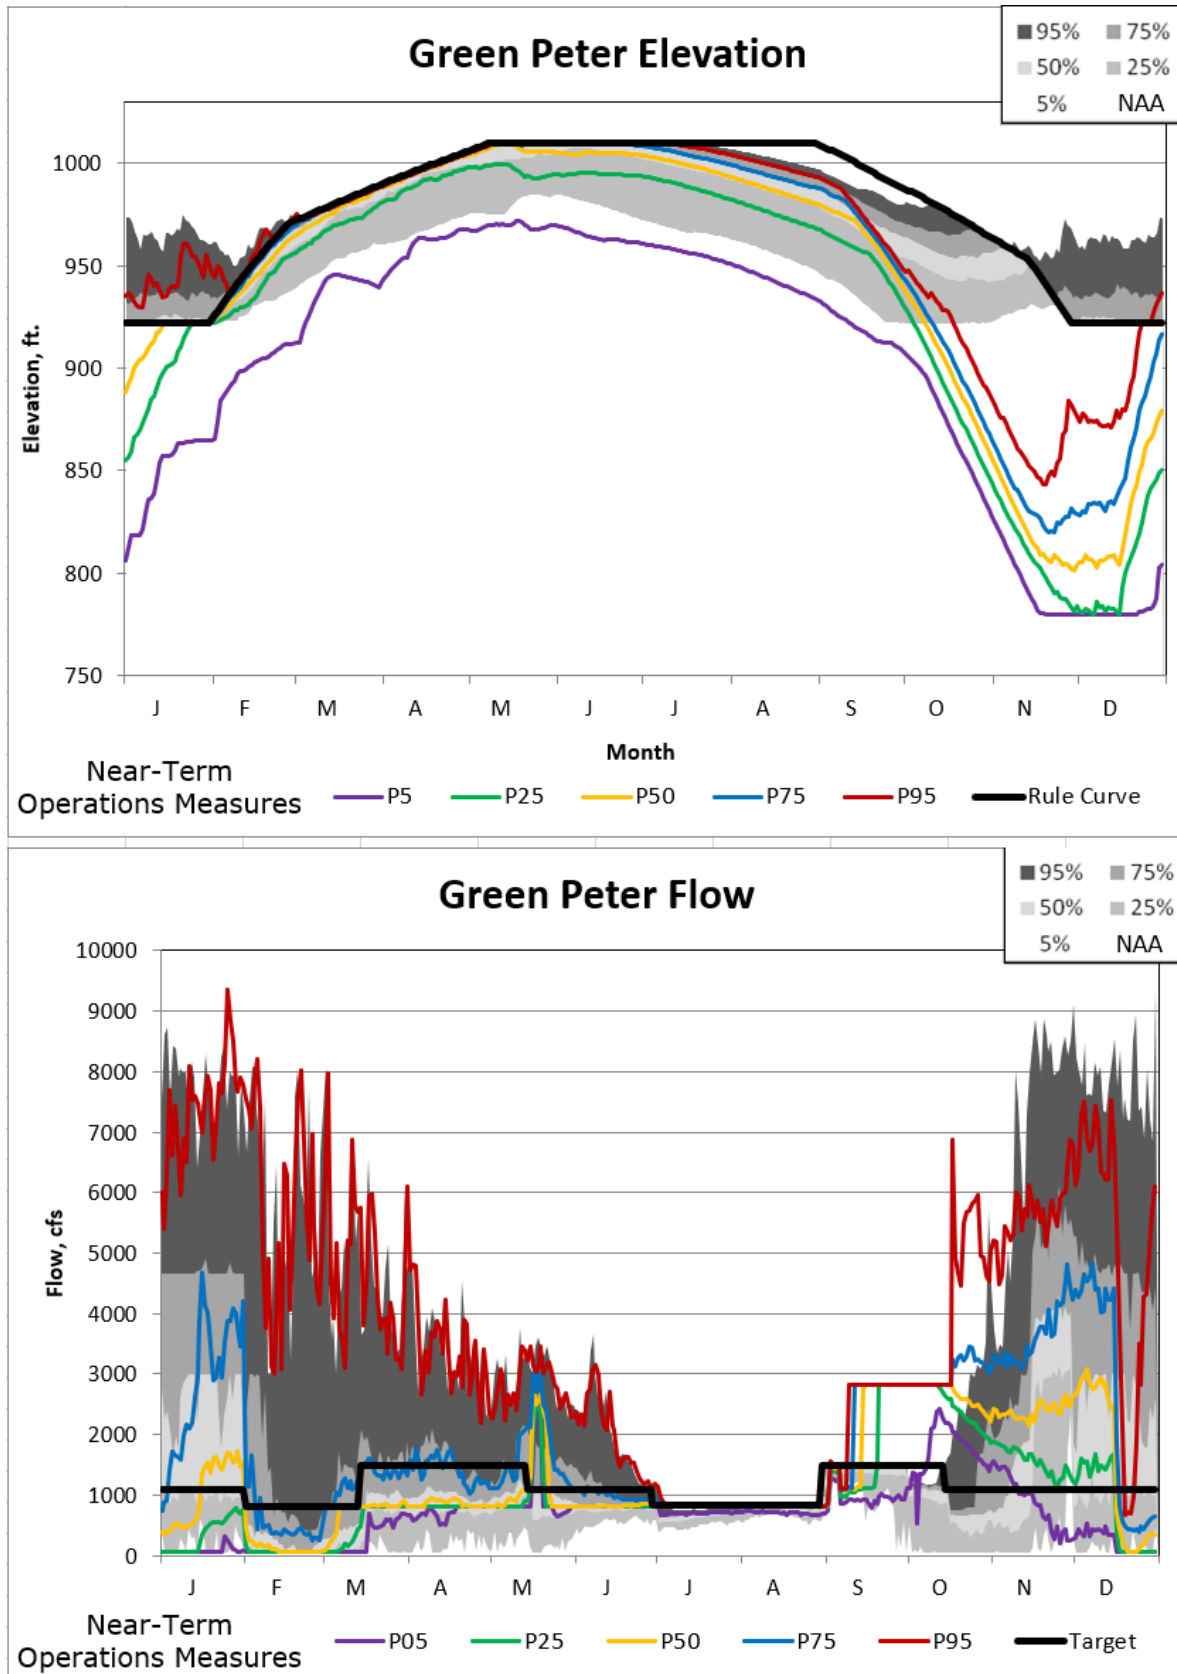 Green Peter Elevation
95% 75%
50% 25%
5% NAA
1000
950
900
850
800
750
Elevation, ft.
J F M A M J J A S O N D
Month
Near-Term
Operations Measures
P5 P25 P50 P75 P95 Rule Curve
Green Peter Flow
95% 75%
50% 25%
5% NAA
10000
9000
8000
7000
6000
5000
4000
3000
2000
1000
0
Flow, cfs
J F M A M J J A S O N D
Near-Term
Operations Measures
P05 P25 P50 P75 P95 Target